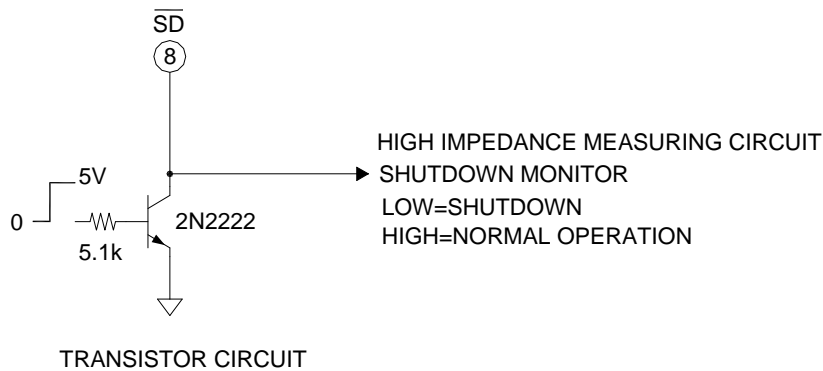 SD
8
HIGH IMPEDANCE MEASURING CIRCUIT
5V
SHUTDOWN MONITOR
LOW=SHUTDOWN
0
2N2222
HIGH=NORMAL OPERATION
5.1k
TRANSISTOR CIRCUIT